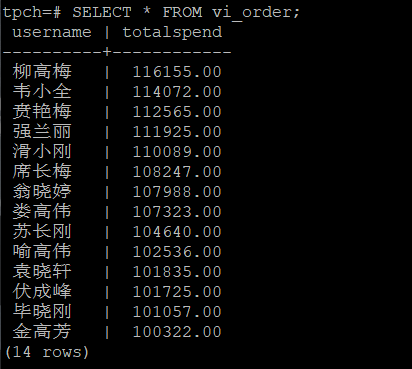 tpch=# SELECT * FROM vi_order;
username | totalspend
----------+------------
柳高梅 | 116155.00
韦小全 | 114072.00
贲艳梅 | 112565.00
强兰丽 | 111925.00
滑小刚 | 110089.00
席长梅 | 108247.00
翁晓婷 | 107988.00
娄高伟 | 107323.00
苏长刚 | 104640.00
喻高伟 | 102536.00
袁晓轩 | 101835.00
伏成峰 | 101725.00
毕晓刚 | 101057.00
金高芳 | 100322.00
(14 rows)